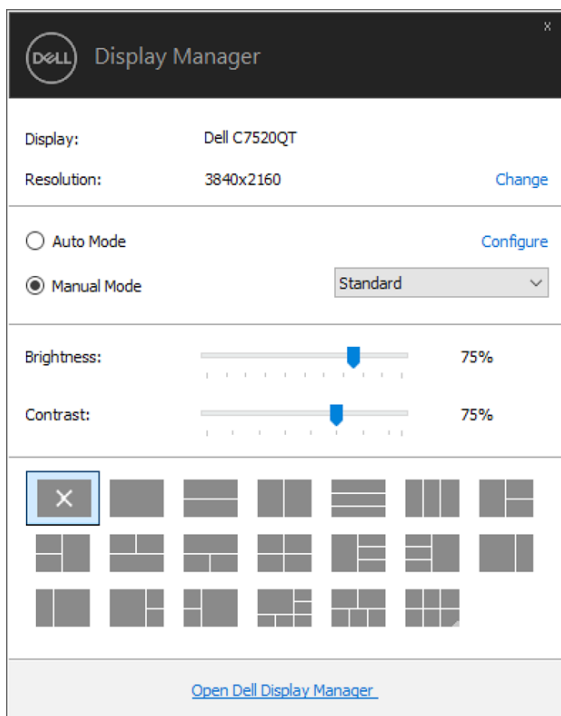 x
DELL Display Manager
Display: Dell C7520QT
Resolution: 3840x2160 Change
Auto Mode Configure
Manual Mode Standard
Brightness: 75%
Contrast: 75%
Open Dell Display Manager